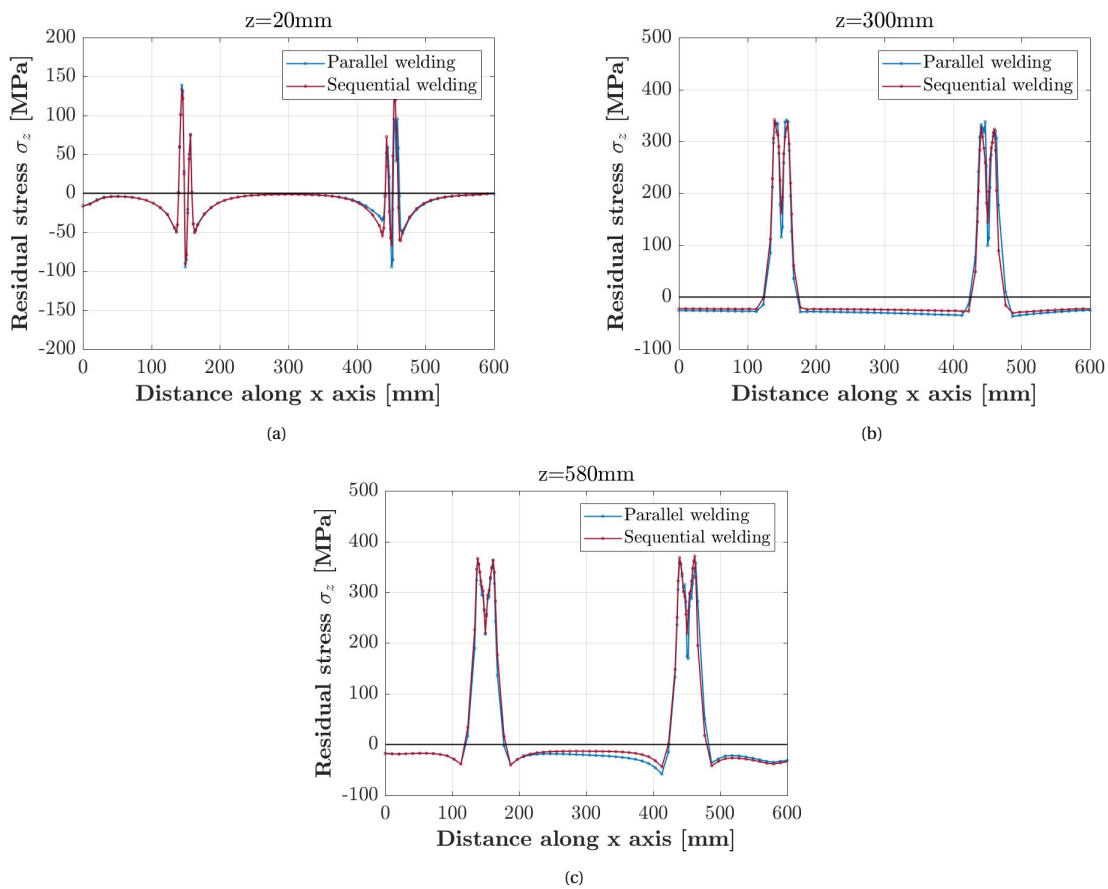 z=20mm
Residual stress σz [MPa]
200
150
100
50
0
-50
-100
-150
-200
Parallel welding
Sequential welding
0 100 200 300 400 500 600
Distance along x axis [mm]
(a)
z=300mm
Residual stress σz [MPa]
500
400
300
200
100
0
-100
Parallel welding
Sequential welding
0 100 200 300 400 500 600
Distance along x axis [mm]
(b)
z=580mm
Residual stress σz [MPa]
500
400
300
200
100
0
-100
Parallel welding
Sequential welding
0 100 200 300 400 500 600
Distance along x axis [mm]
(c)